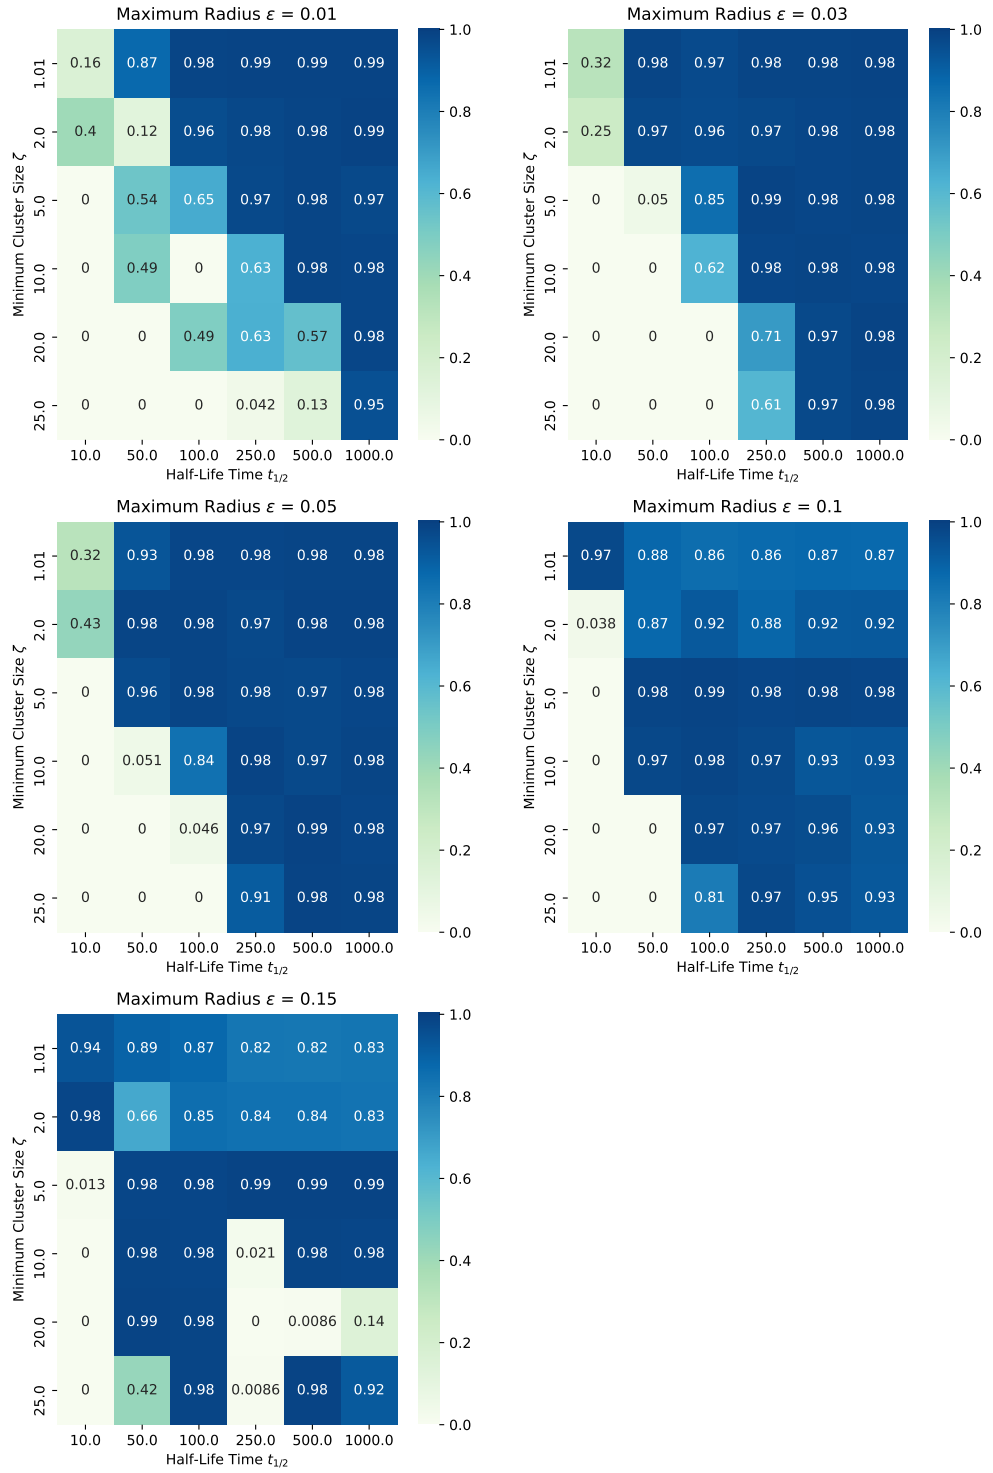 Maximum Radius ε = 0.01
Minimum Cluster Size ζ
1.01 0.16 0.87 0.98 0.99 0.99 0.99
2.0 0.4 0.12 0.96 0.98 0.98 0.99
5.0 0 0.54 0.65 0.97 0.98 0.97
10.0 0 0.49 0 0.63 0.98 0.98
20.0 0 0 0.49 0.63 0.57 0.98
25.0 0 0 0 0.042 0.13 0.95
10.0 50.0 100.0 250.0 500.0 1000.0
Half-Life Time t1/2
1.0
0.8
0.6
0.4
0.2
0.0
Maximum Radius ε = 0.03
Minimum Cluster Size ζ
1.01 0.32 0.98 0.97 0.98 0.98 0.98
2.0 0.25 0.97 0.96 0.97 0.98 0.98
5.0 0 0.05 0.85 0.99 0.98 0.98
10.0 0 0 0.62 0.98 0.98 0.98
20.0 0 0 0 0.71 0.97 0.98
25.0 0 0 0 0.61 0.97 0.98
10.0 50.0 100.0 250.0 500.0 1000.0
Half-Life Time t1/2
1.0
0.8
0.6
0.4
0.2
0.0
Maximum Radius ε = 0.05
Minimum Cluster Size ζ
1.01 0.32 0.93 0.98 0.98 0.98 0.98
2.0 0.43 0.98 0.98 0.97 0.98 0.98
5.0 0 0.96 0.98 0.98 0.97 0.98
10.0 0 0.051 0.84 0.98 0.97 0.98
20.0 0 0 0.046 0.97 0.99 0.98
25.0 0 0 0 0.91 0.98 0.98
10.0 50.0 100.0 250.0 500.0 1000.0
Half-Life Time t1/2
1.0
0.8
0.6
0.4
0.2
0.0
Maximum Radius ε = 0.1
Minimum Cluster Size ζ
1.01 0.97 0.88 0.86 0.86 0.87 0.87
2.0 0.038 0.87 0.92 0.88 0.92 0.92
5.0 0 0.98 0.99 0.98 0.98 0.98
10.0 0 0.97 0.98 0.97 0.93 0.93
20.0 0 0 0.97 0.97 0.96 0.93
25.0 0 0 0.81 0.97 0.95 0.93
10.0 50.0 100.0 250.0 500.0 1000.0
Half-Life Time t1/2
1.0
0.8
0.6
0.4
0.2
0.0
Maximum Radius ε = 0.15
Minimum Cluster Size ζ
1.01 0.94 0.89 0.87 0.82 0.82 0.83
2.0 0.98 0.66 0.85 0.84 0.84 0.83
5.0 0.013 0.98 0.98 0.99 0.99 0.99
10.0 0 0.98 0.98 0.021 0.98 0.98
20.0 0 0.99 0.98 0 0.0086 0.14
25.0 0 0.42 0.98 0.0086 0.98 0.92
10.0 50.0 100.0 250.0 500.0 1000.0
Half-Life Time t1/2
1.0
0.8
0.6
0.4
0.2
0.0